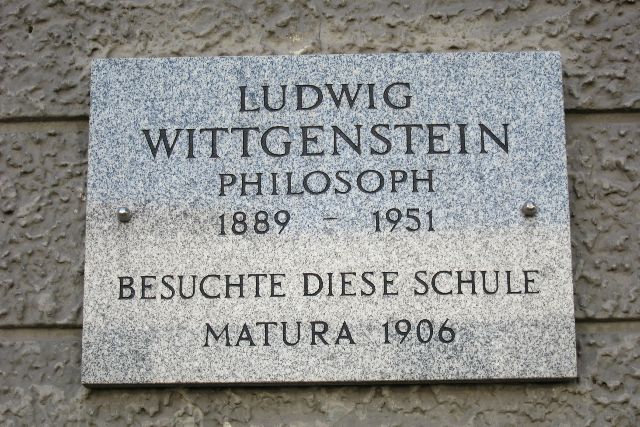 LUDWIG
WITTGENSTEIN
PHILOSOPH
1889 - 1951
BESUCHTE DIESE SCHULE
MATURA 1906